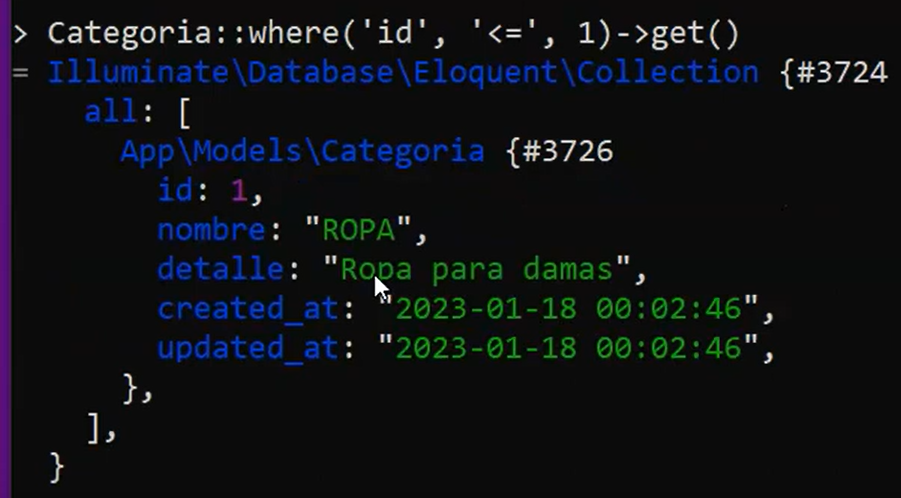 > Categoria::where('id', '<=', 1)->get()
= Illuminate\Database\Eloquent\Collection {#3724
all: [
App\Models\Categoria {#3726
id: 1,
nombre: "ROPA",
detalle: "Ropa para damas",
created_at: "2023-01-18 00:02:46",
updated_at: "2023-01-18 00:02:46",
},
],
}